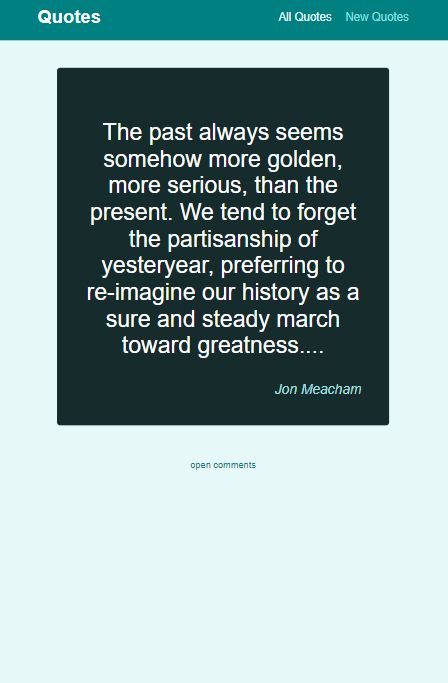 Quotes
All Quotes New Quotes
The past always seems
somehow more golden,
more serious, than the
present. We tend to forget
the partisanship of
yesteryear, preferring to
re-imagine our history as a
sure and steady march
toward greatness....
Jon Meacham
open comments